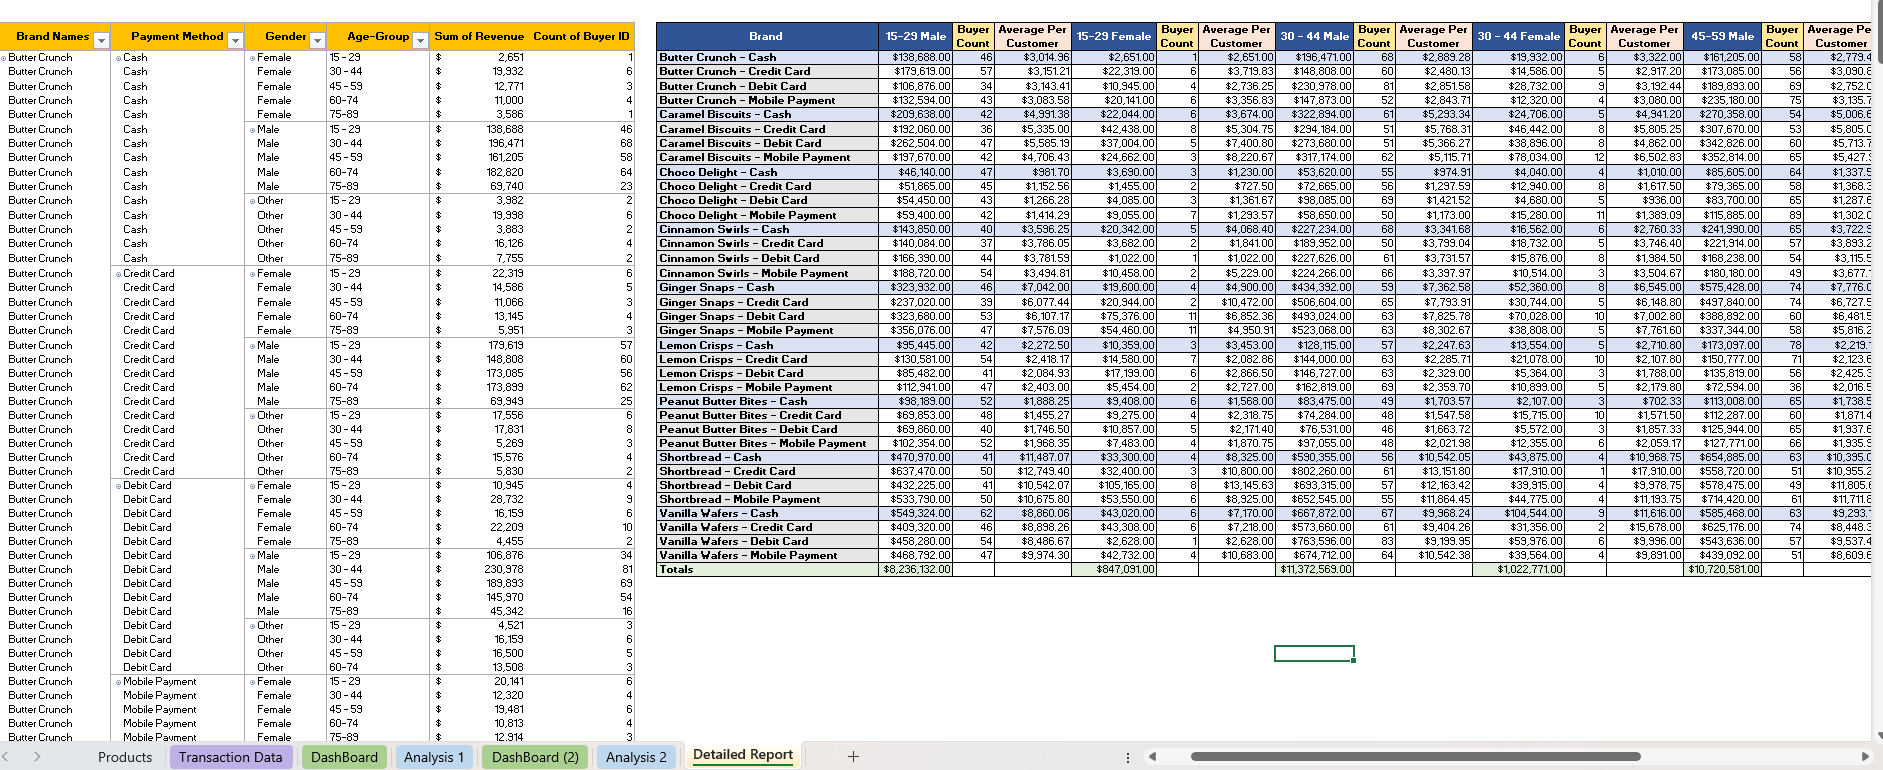 Brand Names Payment Method Gender Age-Group Sum of Revenue Count of Buyer ID
Butter Crunch Cash Female 15-29 $ 2,651 1
Butter Crunch Cash Female 30-44 $ 19,932 6
Butter Crunch Cash Female 45-59 $ 12,771 3
Butter Crunch Cash Female 60-74 $ 11,000 4
Butter Crunch Cash Female 75-89 $ 3,586 1
Butter Crunch Cash Male 15-29 $ 138,688 46
Butter Crunch Cash Male 30-44 $ 196,471 68
Butter Crunch Cash Male 45-59 $ 161,205 58
Butter Crunch Cash Male 60-74 $ 182,820 64
Butter Crunch Cash Male 75-89 $ 69,740 23
Butter Crunch Cash Other 15-29 $ 3,982 2
Butter Crunch Cash Other 30-44 $ 19,998 6
Butter Crunch Cash Other 45-59 $ 3,883 2
Butter Crunch Cash Other 60-74 $ 16,126 4
Butter Crunch Cash Other 75-89 $ 7,755 2
Butter Crunch Credit Card Female 15-29 $ 22,319 6
Butter Crunch Credit Card Female 30-44 $ 14,586 5
Butter Crunch Credit Card Female 45-59 $ 11,066 3
Butter Crunch Credit Card Female 60-74 $ 13,145 4
Butter Crunch Credit Card Female 75-89 $ 5,951 3
Butter Crunch Credit Card Male 15-29 $ 179,619 57
Butter Crunch Credit Card Male 30-44 $ 148,808 60
Butter Crunch Credit Card Male 45-59 $ 173,085 56
Butter Crunch Credit Card Male 60-74 $ 173,899 62
Butter Crunch Credit Card Male 75-89 $ 69,949 25
Butter Crunch Credit Card Other 15-29 $ 17,556 6
Butter Crunch Credit Card Other 30-44 $ 17,831 8
Butter Crunch Credit Card Other 45-59 $ 5,269 3
Butter Crunch Credit Card Other 60-74 $ 15,576 4
Butter Crunch Credit Card Other 75-89 $ 5,830 2
Butter Crunch Debit Card Female 15-29 $ 10,945 4
Butter Crunch Debit Card Female 30-44 $ 28,732 9
Butter Crunch Debit Card Female 45-59 $ 16,159 6
Butter Crunch Debit Card Female 60-74 $ 22,209 10
Butter Crunch Debit Card Female 75-89 $ 4,455 2
Butter Crunch Debit Card Male 15-29 $ 106,876 34
Butter Crunch Debit Card Male 30-44 $ 230,978 81
Butter Crunch Debit Card Male 45-59 $ 189,893 69
Butter Crunch Debit Card Male 60-74 $ 145,970 54
Butter Crunch Debit Card Male 75-89 $ 45,342 16
Butter Crunch Debit Card Other 15-29 $ 4,521 3
Butter Crunch Debit Card Other 30-44 $ 16,159 6
Butter Crunch Debit Card Other 45-59 $ 16,500 5
Butter Crunch Debit Card Other 60-74 $ 13,508 3
Butter Crunch Mobile Payment Female 15-29 $ 20,141 6
Butter Crunch Mobile Payment Female 30-44 $ 12,320 4
Butter Crunch Mobile Payment Female 45-59 $ 19,481 6
Butter Crunch Mobile Payment Female 60-74 $ 10,813 4
Butter Crunch Mobile Payment Female 75-89 $ 12,914 3
Brand 15-29 Male Buyer Count Average Per Customer 15-29 Female Buyer Count Average Per Customer 30 - 44 Male Buyer Count Average Per Customer 30 - 44 Female Buyer Count Average Per Customer 45-59 Male Buyer Count Average Pe Customer
Butter Crunch - Cash $138,688.00 46 $3,014.96 $2,651.00 1 $2,651.00 $196,471.00 68 $2,889.28 $19,932.00 6 $3,322.00 $161,205.00 58 $2,779.4
Butter Crunch - Credit Card $179,619.00 57 $3,151.21 $22,319.00 6 $3,719.83 $148,808.00 60 $2,480.13 $14,586.00 5 $2,917.20 $173,085.00 56 $3,090.8
Butter Crunch - Debit Card $106,876.00 34 $3,143.41 $10,945.00 4 $2,736.25 $230,978.00 81 $2,851.58 $28,732.00 9 $3,192.44 $189,893.00 69 $2,752.0
Butter Crunch - Mobile Payment $132,594.00 43 $3,083.58 $20,141.00 6 $3,356.83 $147,873.00 52 $2,843.71 $12,320.00 4 $3,080.00 $235,180.00 75 $3,135.7
Caramel Biscuits - Cash $209,638.00 42 $4,991.38 $22,044.00 6 $3,674.00 $322,894.00 61 $5,293.34 $24,706.00 5 $4,941.20 $270,358.00 54 $5,006.6
Caramel Biscuits - Credit Card $192,060.00 36 $5,335.00 $42,438.00 8 $5,304.75 $294,184.00 51 $5,768.31 $46,442.00 8 $5,805.25 $307,670.00 53 $5,805.0
Caramel Biscuits - Debit Card $262,504.00 47 $5,585.19 $37,004.00 5 $7,400.80 $273,680.00 51 $5,366.27 $38,896.00 8 $4,862.00 $342,826.00 60 $5,713.7
Caramel Biscuits - Mobile Payment $197,670.00 42 $4,706.43 $24,662.00 3 $8,220.67 $317,174.00 62 $5,115.71 $78,034.00 12 $6,502.83 $352,814.00 65 $5,427.
Choco Delight - Cash $46,140.00 47 $981.70 $3,690.00 3 $1,230.00 $53,620.00 55 $974.91 $4,040.00 4 $1,010.00 $85,605.00 64 $1,337.5
Choco Delight - Credit Card $51,865.00 45 $1,152.56 $1,455.00 2 $727.50 $72,665.00 56 $1,297.59 $12,940.00 8 $1,617.50 $79,365.00 58 $1,368.3
Choco Delight - Debit Card $54,450.00 43 $1,266.28 $4,085.00 3 $1,361.67 $98,085.00 69 $1,421.52 $4,680.00 5 $936.00 $83,700.00 65 $1,287.6
Choco Delight - Mobile Payment $59,400.00 42 $1,414.29 $9,055.00 7 $1,293.57 $58,650.00 50 $1,173.00 $15,280.00 11 $1,389.09 $115,885.00 89 $1,302.0
Cinnamon Swirls - Cash $143,850.00 40 $3,596.25 $20,342.00 5 $4,068.40 $227,234.00 68 $3,341.68 $16,562.00 6 $2,760.33 $241,990.00 65 $3,722.9
Cinnamon Swirls - Credit Card $140,084.00 37 $3,786.05 $3,682.00 2 $1,841.00 $189,952.00 50 $3,799.04 $18,732.00 5 $3,746.40 $221,914.00 57 $3,893.2
Cinnamon Swirls - Debit Card $166,390.00 44 $3,781.59 $1,022.00 1 $1,022.00 $227,626.00 61 $3,731.57 $15,876.00 8 $1,984.50 $168,238.00 54 $3,115.5
Cinnamon Swirls - Mobile Payment $188,720.00 54 $3,494.81 $10,458.00 2 $5,229.00 $224,266.00 66 $3,397.97 $10,514.00 3 $3,504.67 $180,180.00 49 $3,677.
Ginger Snaps - Cash $323,932.00 46 $7,042.00 $19,600.00 4 $4,900.00 $434,392.00 59 $7,362.58 $52,360.00 8 $6,545.00 $575,428.00 74 $7,776.0
Ginger Snaps - Credit Card $237,020.00 39 $6,077.44 $20,944.00 2 $10,472.00 $506,604.00 65 $7,793.91 $30,744.00 5 $6,148.80 $497,840.00 74 $6,727.5
Ginger Snaps - Debit Card $323,680.00 53 $6,107.17 $75,376.00 11 $6,852.36 $493,024.00 63 $7,825.78 $70,028.00 10 $7,002.80 $388,892.00 60 $6,481.5
Ginger Snaps - Mobile Payment $356,076.00 47 $7,576.09 $54,460.00 11 $4,950.91 $523,068.00 63 $8,302.67 $38,808.00 5 $7,761.60 $337,344.00 58 $5,816.2
Lemon Crisps - Cash $95,445.00 42 $2,272.50 $10,359.00 3 $3,453.00 $128,115.00 57 $2,247.63 $13,554.00 5 $2,710.80 $173,097.00 78 $2,219.
Lemon Crisps - Credit Card $130,581.00 54 $2,418.17 $14,580.00 7 $2,082.86 $144,000.00 63 $2,285.71 $21,078.00 10 $2,107.80 $150,777.00 71 $2,123.6
Lemon Crisps - Debit Card $85,482.00 41 $2,084.93 $17,199.00 6 $2,866.50 $146,727.00 63 $2,329.00 $5,364.00 3 $1,788.00 $135,819.00 56 $2,425.3
Lemon Crisps - Mobile Payment $112,941.00 47 $2,403.00 $5,454.00 2 $2,727.00 $162,819.00 69 $2,359.70 $10,899.00 5 $2,179.80 $72,594.00 36 $2,016.5
Peanut Butter Bites - Cash $98,189.00 52 $1,888.25 $9,408.00 6 $1,568.00 $83,475.00 49 $1,703.57 $2,107.00 3 $702.33 $113,008.00 65 $1,738.5
Peanut Butter Bites - Credit Card $69,853.00 48 $1,455.27 $9,275.00 4 $2,318.75 $74,284.00 48 $1,547.58 $15,715.00 10 $1,571.50 $112,287.00 60 $1,871.4
Peanut Butter Bites - Debit Card $69,860.00 40 $1,746.50 $10,857.00 5 $2,171.40 $76,531.00 46 $1,663.72 $5,572.00 3 $1,857.33 $125,944.00 65 $1,937.6
Peanut Butter Bites - Mobile Payment $102,354.00 52 $1,968.35 $7,483.00 4 $1,870.75 $97,055.00 48 $2,021.98 $12,355.00 6 $2,059.17 $127,771.00 66 $1,935.9
Shortbread - Cash $470,970.00 41 $11,487.07 $33,300.00 4 $8,325.00 $590,355.00 56 $10,542.05 $43,875.00 4 $10,968.75 $654,885.00 63 $10,395.0
Shortbread - Credit Card $637,470.00 50 $12,749.40 $32,400.00 3 $10,800.00 $802,260.00 61 $13,151.80 $17,910.00 1 $17,910.00 $558,720.00 51 $10,955.2
Shortbread - Debit Card $432,225.00 41 $10,542.07 $105,165.00 8 $13,145.63 $693,315.00 57 $12,163.42 $39,915.00 4 $9,978.75 $578,475.00 49 $11,805.
Shortbread - Mobile Payment $533,790.00 50 $10,675.80 $53,550.00 6 $8,925.00 $652,545.00 55 $11,864.45 $44,775.00 4 $11,193.75 $714,420.00 61 $11,711.8
Vanilla Wafers - Cash $549,324.00 62 $8,860.06 $43,020.00 6 $7,170.00 $667,872.00 67 $9,968.24 $104,544.00 9 $11,616.00 $585,468.00 63 $9,293.
Vanilla Wafers - Credit Card $409,320.00 46 $8,898.26 $43,308.00 6 $7,218.00 $573,660.00 61 $9,404.26 $31,356.00 2 $15,678.00 $625,176.00 74 $8,448.3
Vanilla Wafers - Debit Card $458,280.00 54 $8,486.67 $2,628.00 1 $2,628.00 $763,596.00 83 $9,199.95 $59,976.00 6 $9,996.00 $543,636.00 57 $9,537.4
Vanilla Wafers - Mobile Payment $468,792.00 47 $9,974.30 $42,732.00 4 $10,683.00 $674,712.00 64 $10,542.38 $39,564.00 4 $9,891.00 $439,092.00 51 $8,609.6
Totals $8,236,132.00 $847,091.00 $11,372,569.00 $1,022,771.00 $10,720,581.00
Products Transaction Data DashBoard Analysis 1 DashBoard (2) Analysis 2 Detailed Report